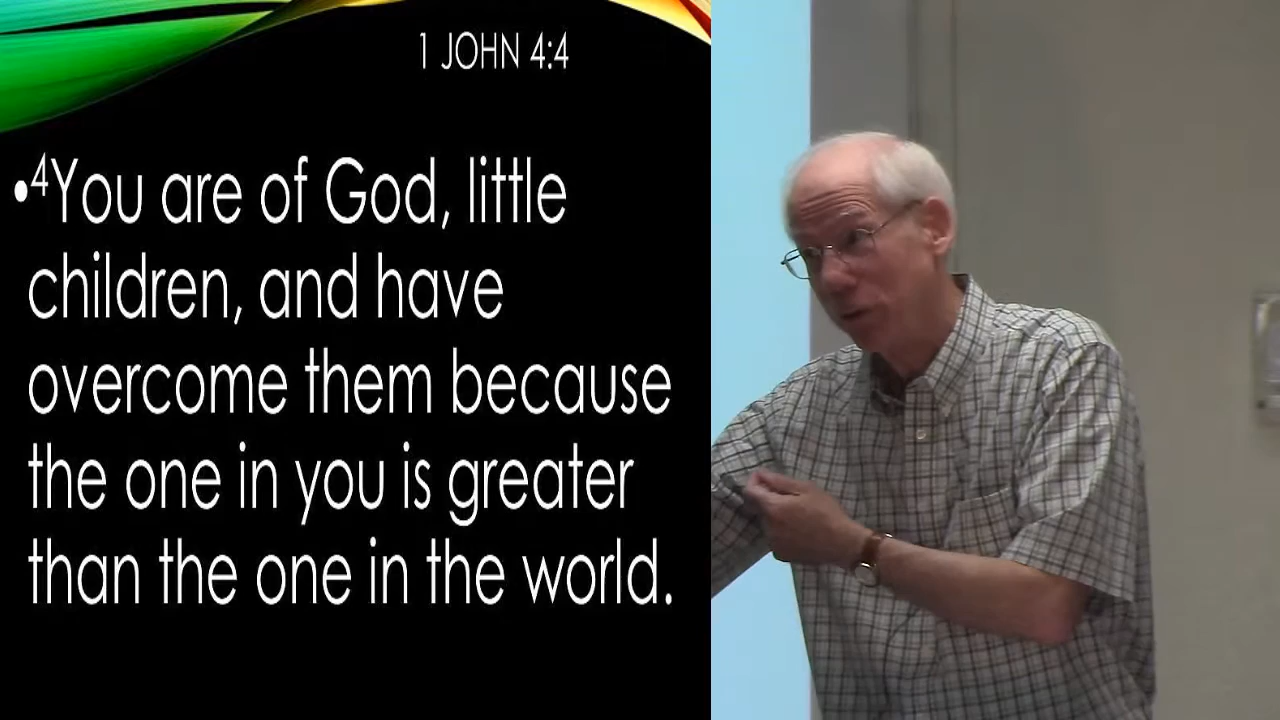 1 JOHN 4:4
•⁴You are of God, little
children, and have
overcome them because
the one in you is greater
than the one in the world.